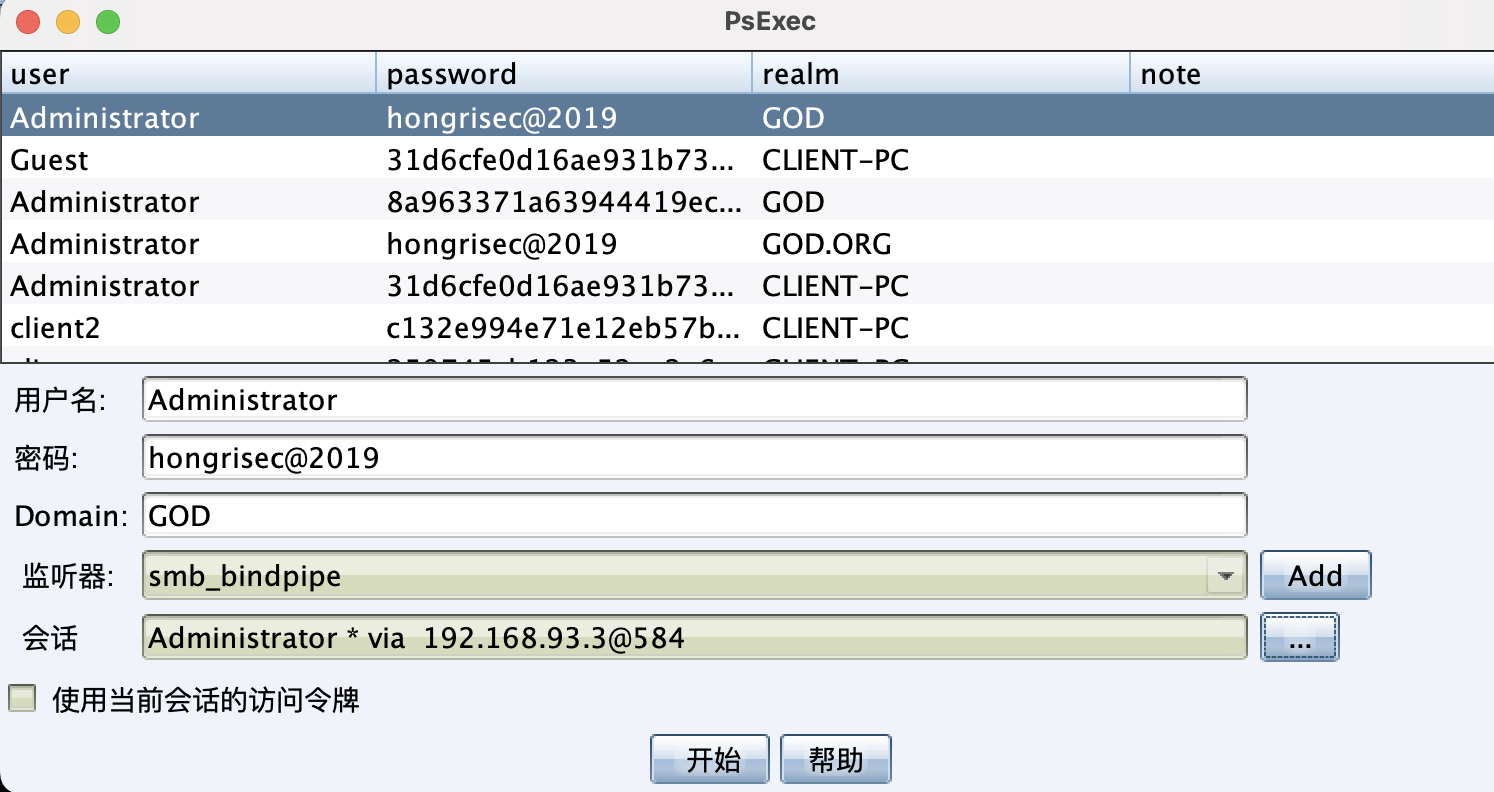 PsExec
user password realm note
Administrator hongrisec@2019 GOD
Guest 31d6cfe0d16ae931b73... CLIENT-PC
Administrator 8a963371a63944419ec... GOD
Administrator hongrisec@2019 GOD.ORG
Administrator 31d6cfe0d16ae931b73... CLIENT-PC
client2 c132e994e71e12eb57b... CLIENT-PC
用户名: Administrator
密码: hongrisec@2019
Domain: GOD
监听器: smb_bindpipe Add
会话 Administrator * via 192.168.93.3@584 ...
使用当前会话的访问令牌
开始 帮助